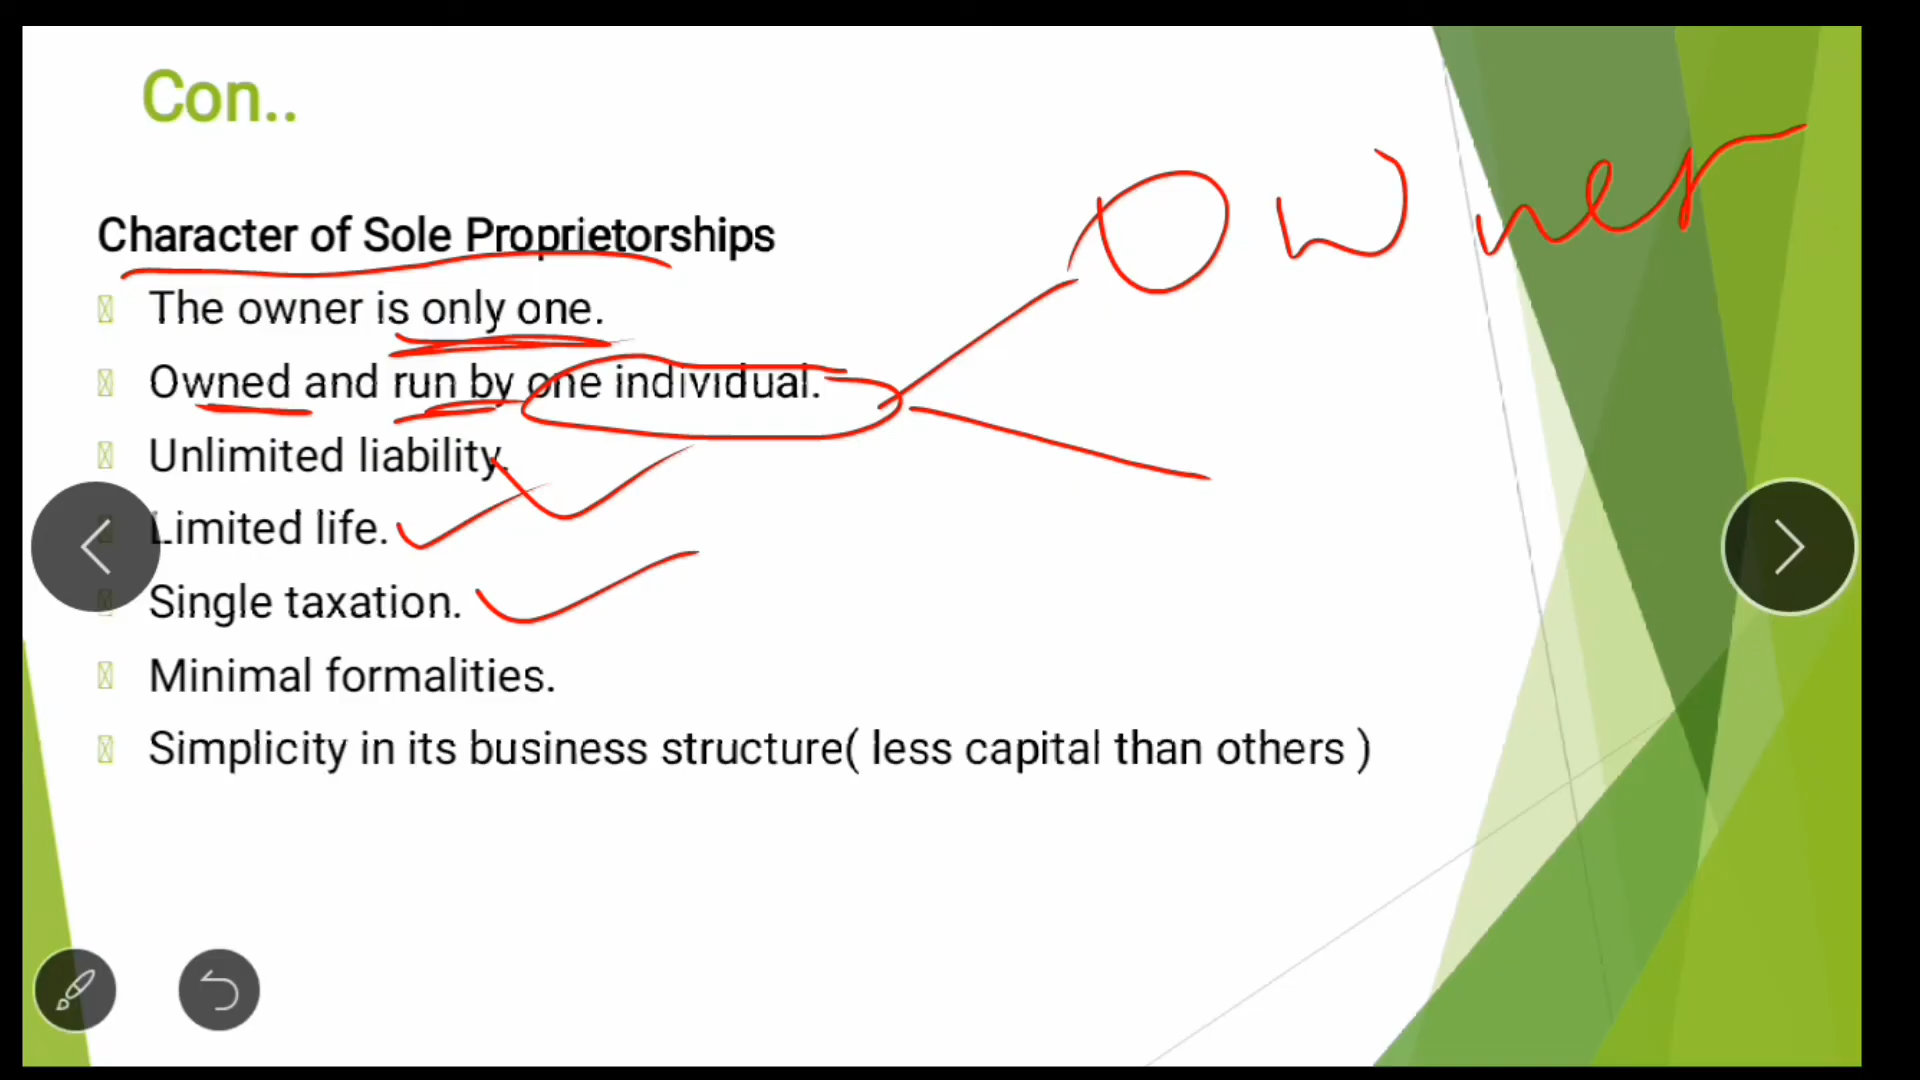 Con..
Owner
Character of Sole Proprietorships
The owner is only one.
Owned and run by one individual.
Unlimited liability.
Limited life.
Single taxation.
Minimal formalities.
Simplicity in its business structure( less capital than others )